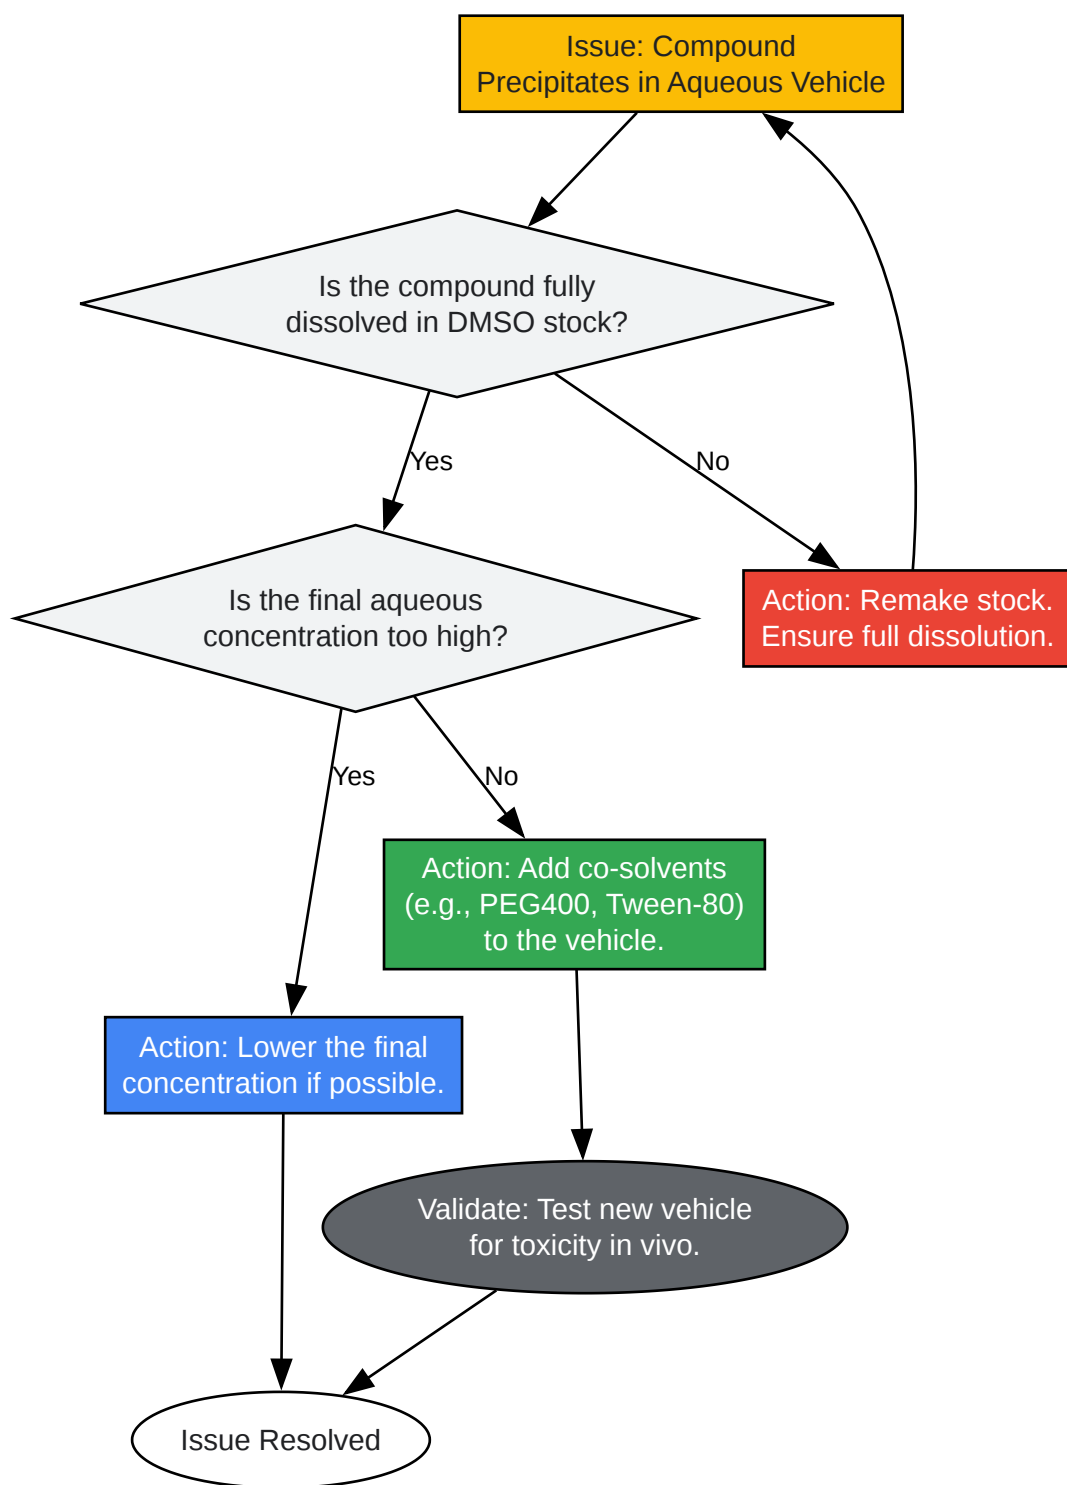 Issue: Compound
Precipitates in Aqueous Vehicle
Is the compound fully
dissolved in DMSO stock?
Yes
No
Is the final aqueous
concentration too high?
Action: Remake stock.
Ensure full dissolution.
Yes
No
Action: Add co-solvents
(e.g., PEG400, Tween-80)
to the vehicle.
Action: Lower the final
concentration if possible.
Validate: Test new vehicle
for toxicity in vivo.
Issue Resolved